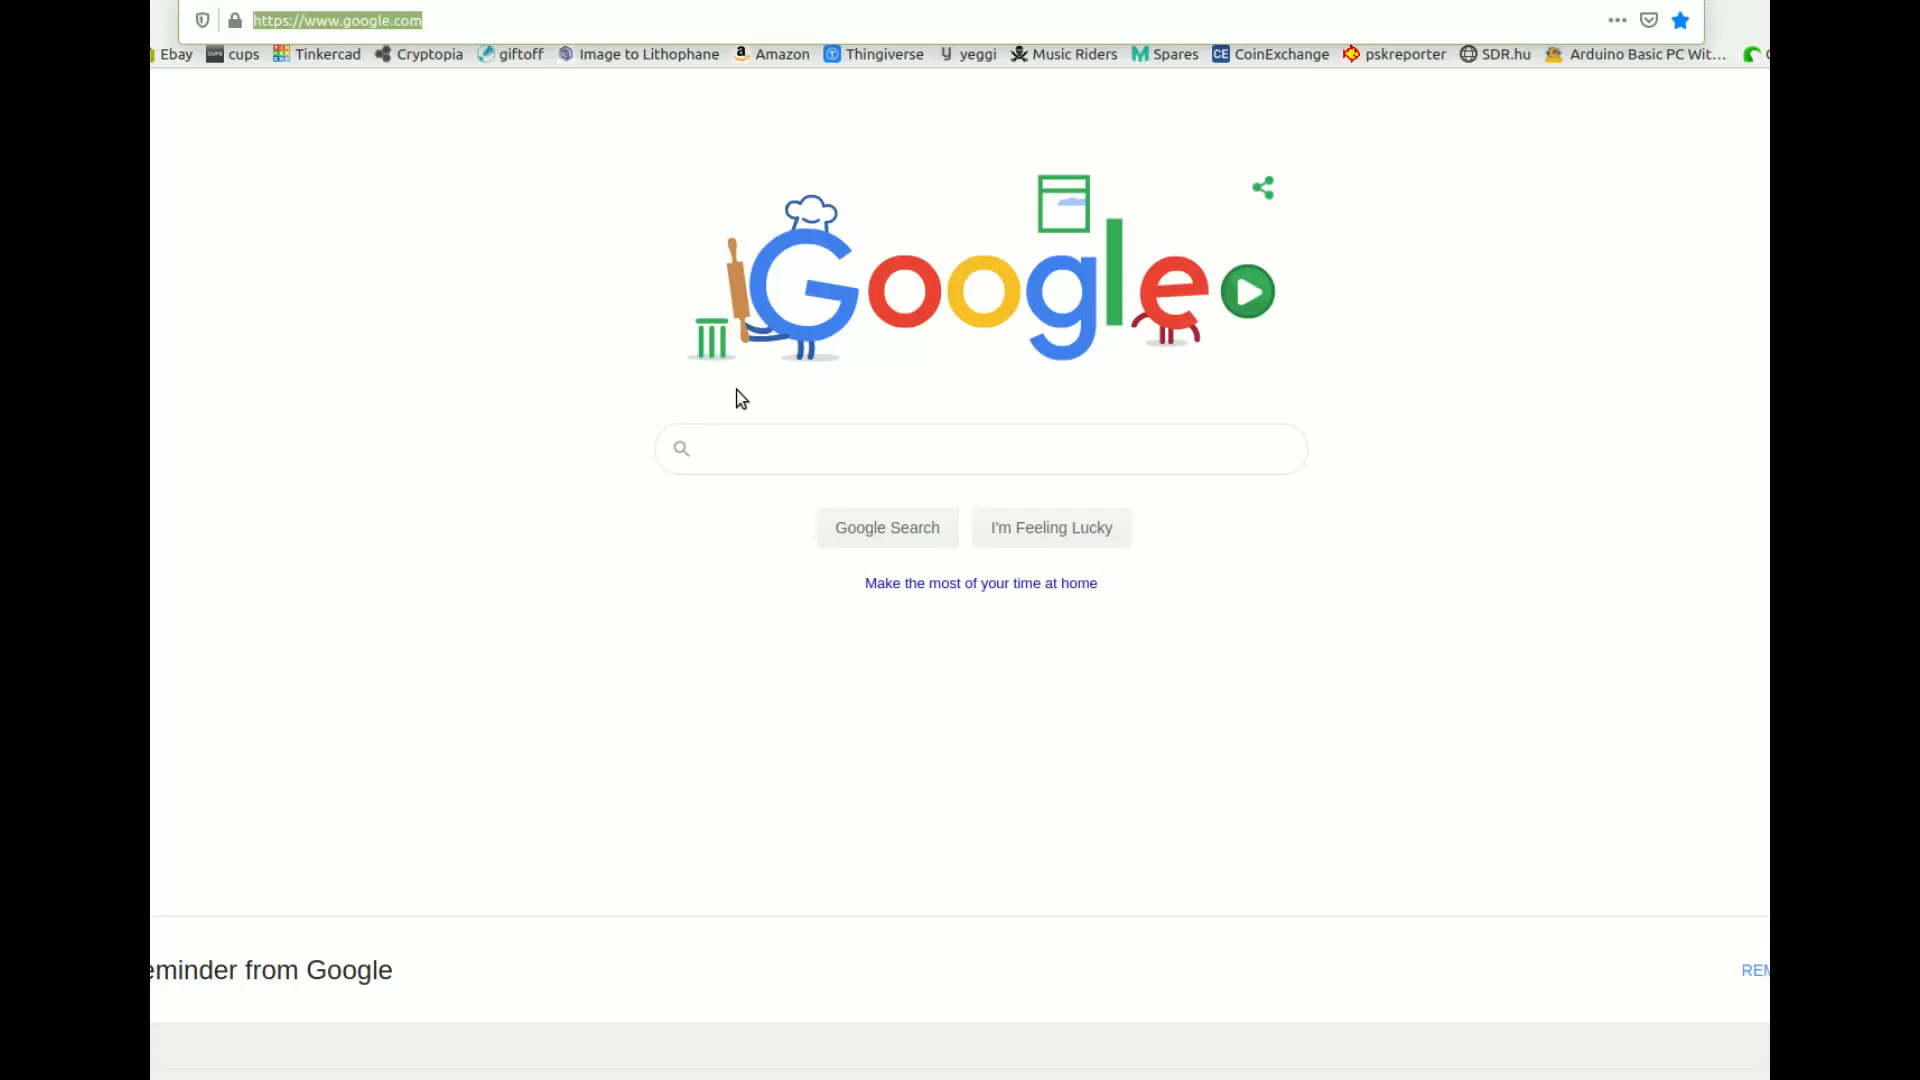 https://www.google.com
Ebay cups Tinkercad Cryptopia giftoff Image to Lithophane Amazon Thingiverse yeggi Music Riders Spares CoinExchange pskreporter SDR.hu Arduino Basic PC Wit...
Google
Google Search I'm Feeling Lucky
Make the most of your time at home
eminder from Google REM